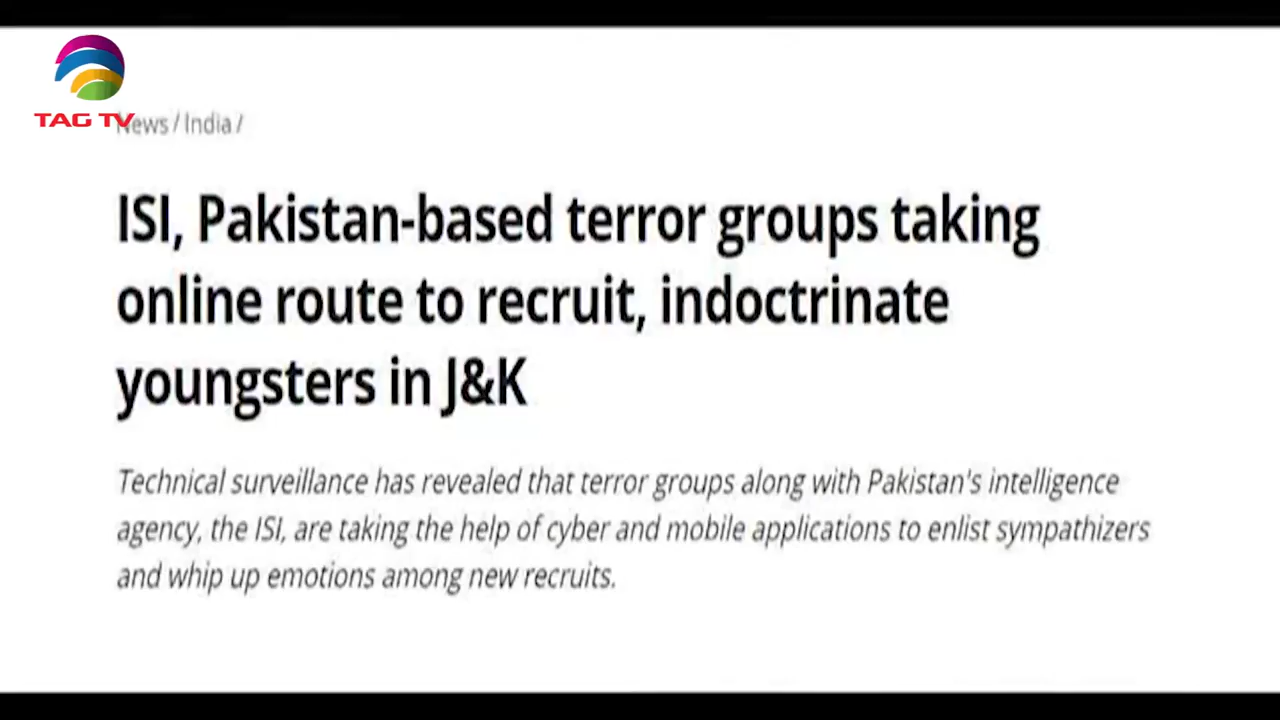 TAG TV
News / India /
ISI, Pakistan-based terror groups taking
online route to recruit, indoctrinate
youngsters in J&K
Technical surveillance has revealed that terror groups along with Pakistan's intelligence
agency, the ISI, are taking the help of cyber and mobile applications to enlist sympathizers
and whip up emotions among new recruits.